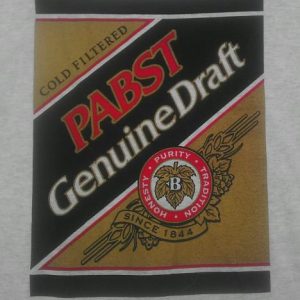 COLD FILTERED
PABST
Genuine Draft
HONESTY • PURITY • TRADITION
B
SINCE 1844